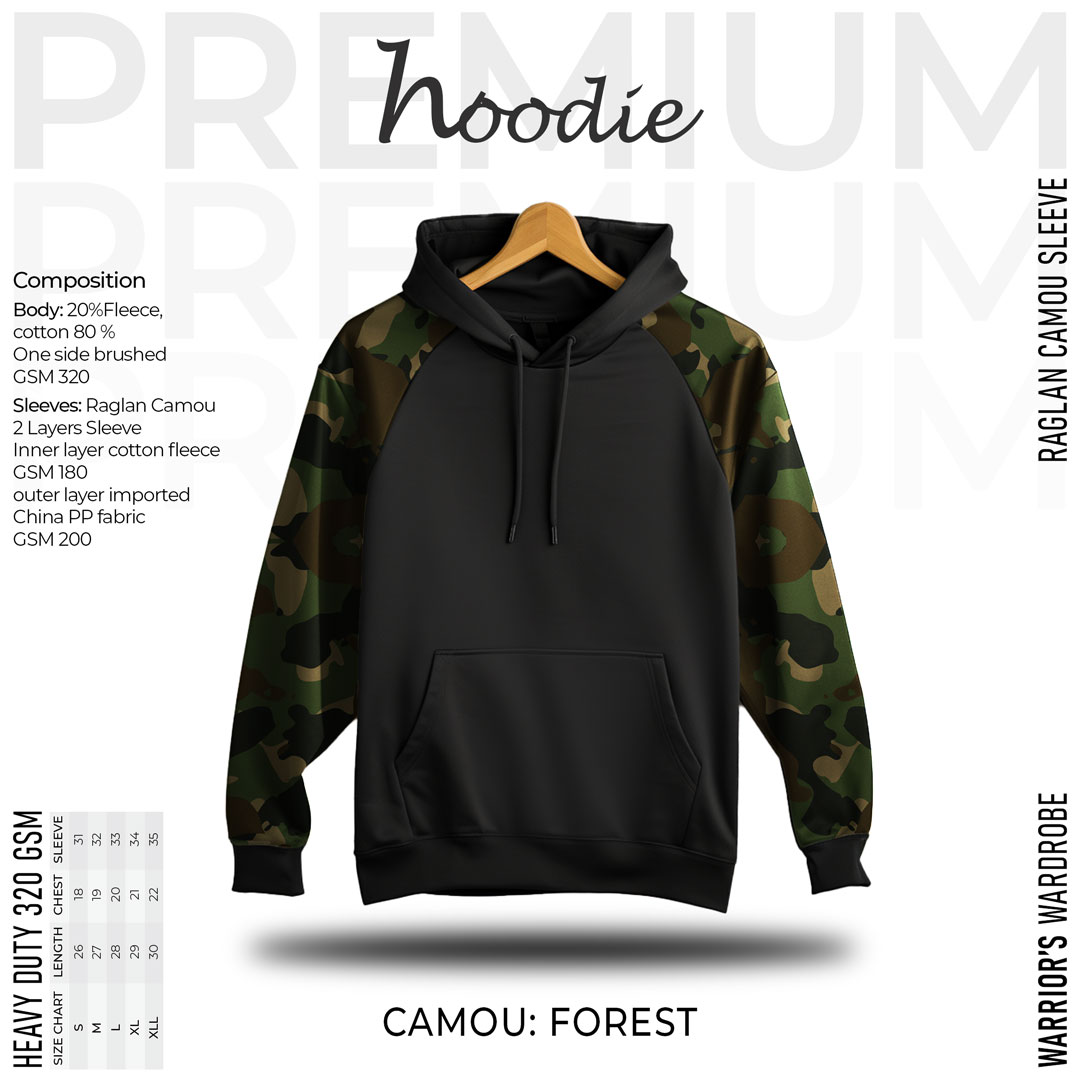 PREMIUM
hoodie
PREMIUM
PREMIUM
RAGLAN CAMOU SLEEVE
Composition
Body: 20%Fleece,
cotton 80 %
One side brushed
GSM 320
Sleeves: Raglan Camou
2 Layers Sleeve
Inner layer cotton fleece
GSM 180
outer layer imported
China PP fabric
GSM 200
HEAVY DUTY 320 GSM
SIZE CHART LENGTH CHEST SLEEVE
S 26 18 31
M 27 19 32
L 28 20 33
XL 29 21 34
XLL 30 22 35
WARRIOR'S WARDROBE
CAMOU: FOREST